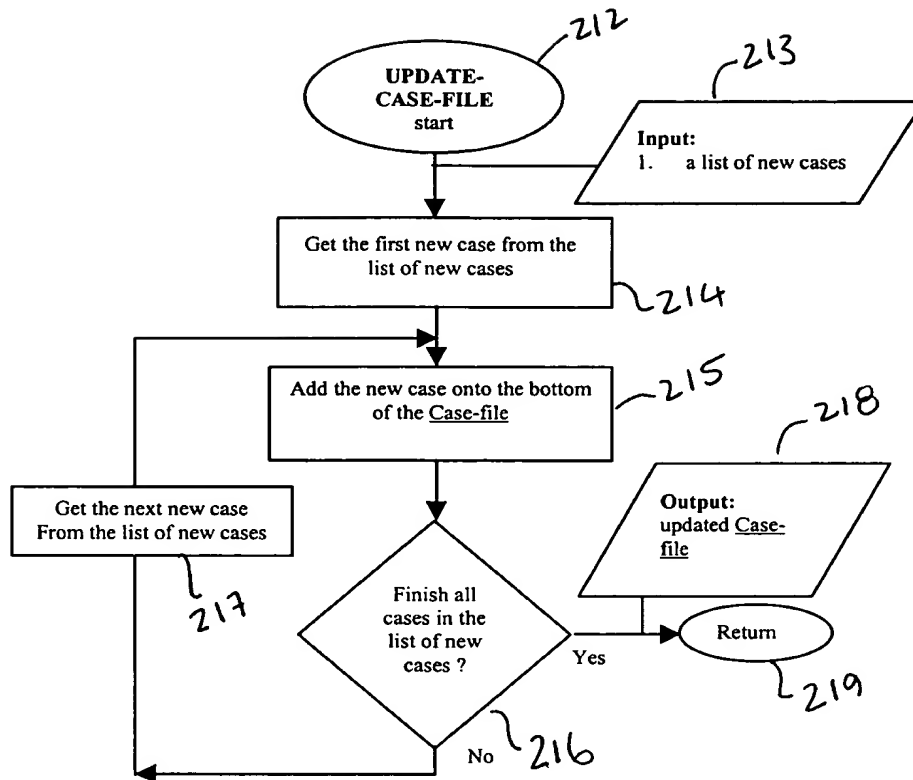 212
UPDATE-
CASE-FILE
start
213
Input:
1. a list of new cases
Get the first new case from the
list of new cases
214
Add the new case onto the bottom
of the Case-file
215
218
Output:
updated Case-
file
Get the next new case
From the list of new cases
217
Finish all
cases in the
list of new
cases ?
Yes
Return
219
No
216